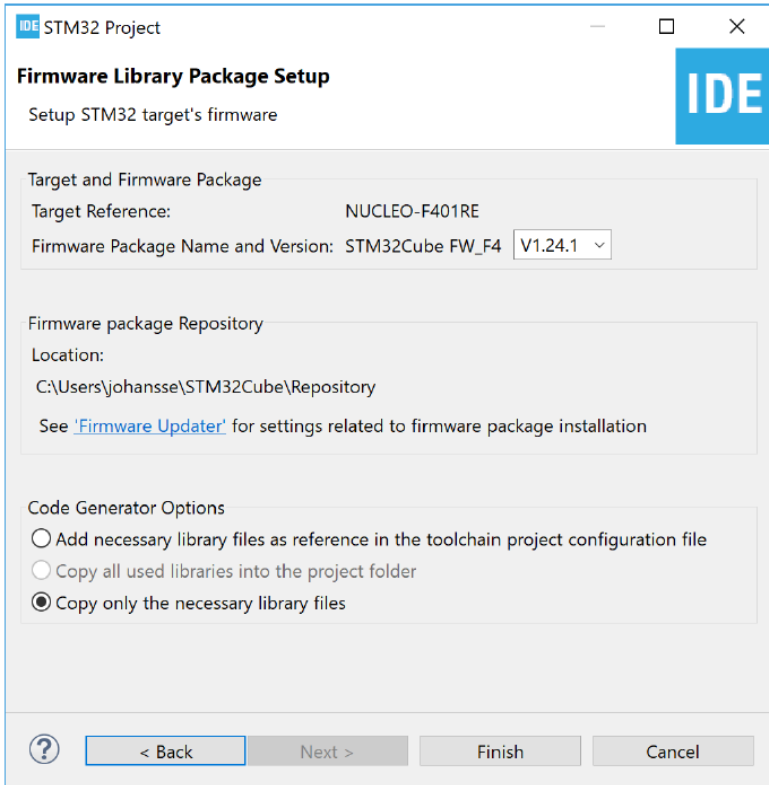 IDE STM32 Project
Firmware Library Package Setup
IDE
Setup STM32 target's firmware
Target and Firmware Package
Target Reference: NUCLEO-F401RE
Firmware Package Name and Version: STM32Cube FW_F4 V1.24.1
Firmware package Repository
Location:
C:\Users\johansse\STM32Cube\Repository
See 'Firmware Updater' for settings related to firmware package installation
Code Generator Options
Add necessary library files as reference in the toolchain project configuration file
Copy all used libraries into the project folder
Copy only the necessary library files
? < Back Next > Finish Cancel